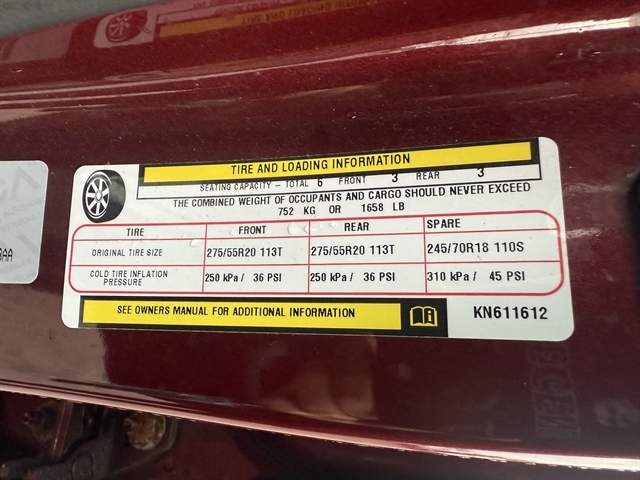 TIRE AND LOADING INFORMATION
SEATING CAPACITY – TOTAL 6 FRONT 3 REAR 3
THE COMBINED WEIGHT OF OCCUPANTS AND CARGO SHOULD NEVER EXCEED
752 KG OR 1658 LB
TIRE FRONT REAR SPARE
ORIGINAL TIRE SIZE 275/55R20 113T 275/55R20 113T 245/70R18 110S
COLD TIRE INFLATION PRESSURE 250 kPa / 36 PSI 250 kPa / 36 PSI 310 kPa / 45 PSI
SEE OWNERS MANUAL FOR ADDITIONAL INFORMATION KN611612